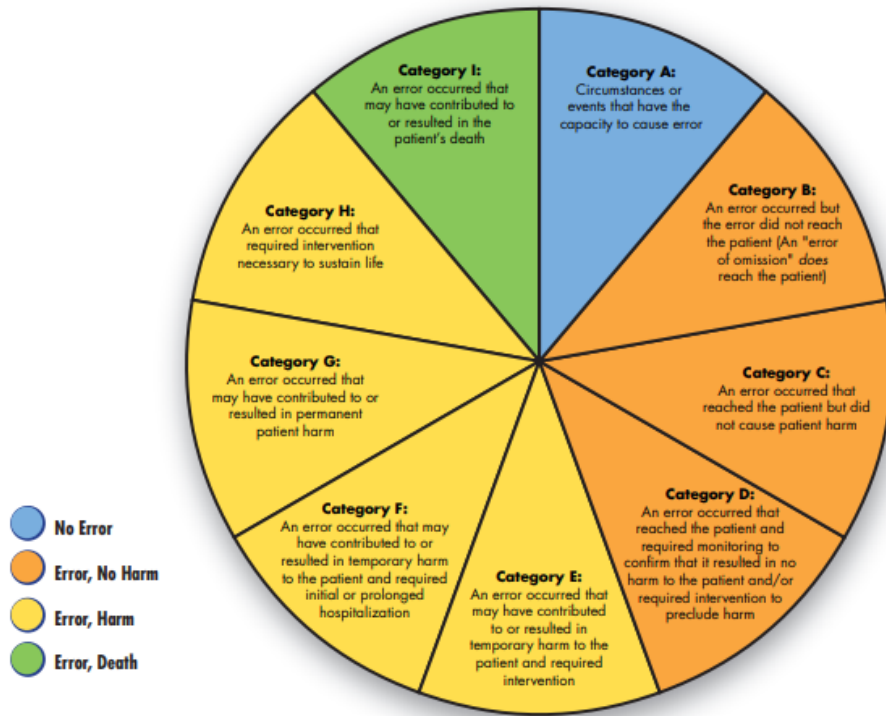 Category I:
An error occurred that
may have contributed to
or resulted in the
patient's death
Category A:
Circumstances or
events that have the
capacity to cause error
Category B:
An error occurred but
the error did not reach
the patient (An "error
of omission" does
reach the patient)
Category H:
An error occurred that
required intervention
necessary to sustain life
Category C:
An error occurred that
reached the patient but did
not cause patient harm
Category G:
An error occurred that
may have contributed to or
resulted in permanent
patient harm
Category D:
An error occurred that
reached the patient and
required monitoring to
confirm that it resulted in no
harm to the patient and/or
required intervention to
preclude harm
Category F:
An error occurred that may
have contributed to or
resulted in temporary harm
to the patient and required
initial or prolonged
hospitalization
Category E:
An error occurred that
may have contributed
to or resulted in
temporary harm to the
patient and required
intervention
No Error
Error, No Harm
Error, Harm
Error, Death